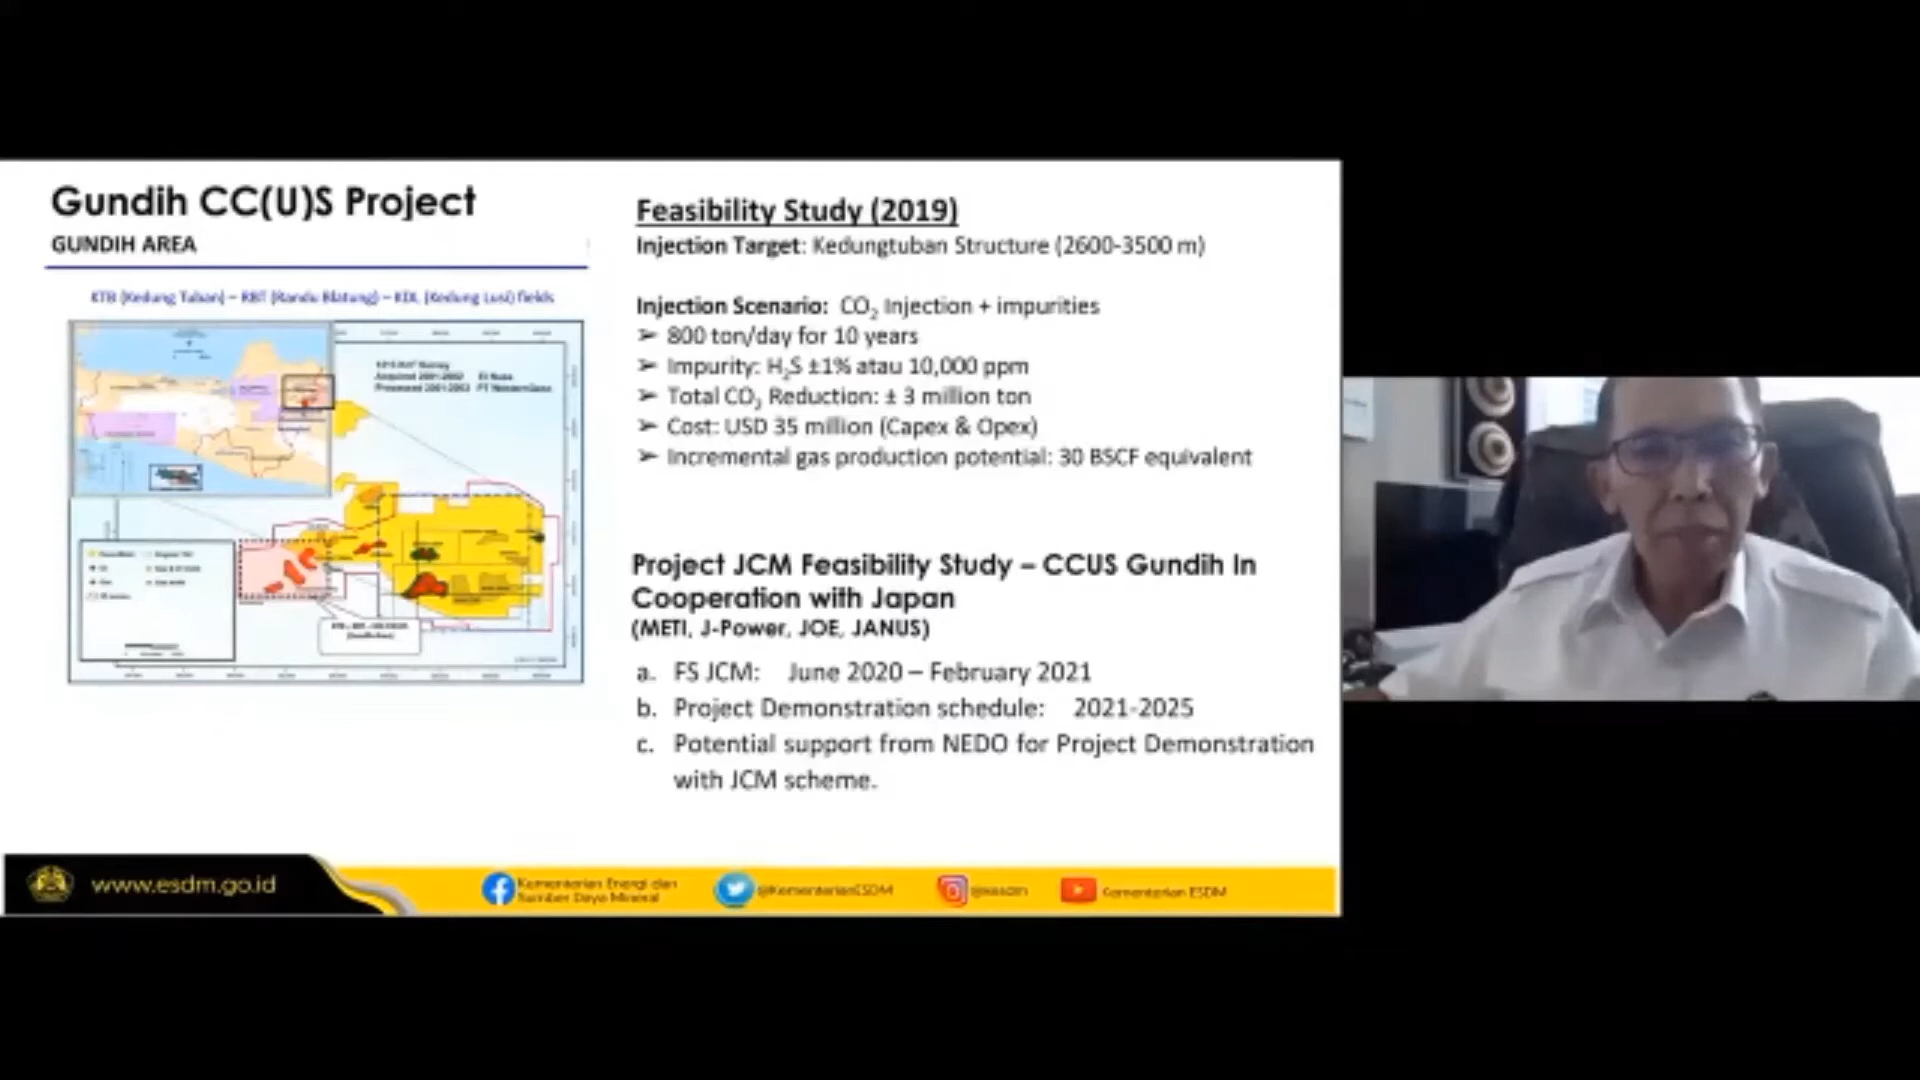 Gundih CC(U)S Project
GUNDIH AREA
KTB (Kedung Tuban) – RBT (Randu Blatung) – KDL (Kedung Lusi) fields
Feasibility Study (2019)
Injection Target: Kedungtuban Structure (2600-3500 m)
Injection Scenario: CO₂ Injection + impurities
➢ 800 ton/day for 10 years
➢ Impurity: H₂S ±1% atau 10,000 ppm
➢ Total CO₂ Reduction: ± 3 million ton
➢ Cost: USD 35 million (Capex & Opex)
➢ Incremental gas production potential: 30 BSCF equivalent
Project JCM Feasibility Study – CCUS Gundih In
Cooperation with Japan
(METI, J-Power, JOE, JANUS)
a. FS JCM: June 2020 – February 2021
b. Project Demonstration schedule: 2021-2025
c. Potential support from NEDO for Project Demonstration
with JCM scheme.
www.esdm.go.id
Kementerian Energi dan
Sumber Daya Mineral
@KementerianESDM
@kesdm
Kementerian ESDM